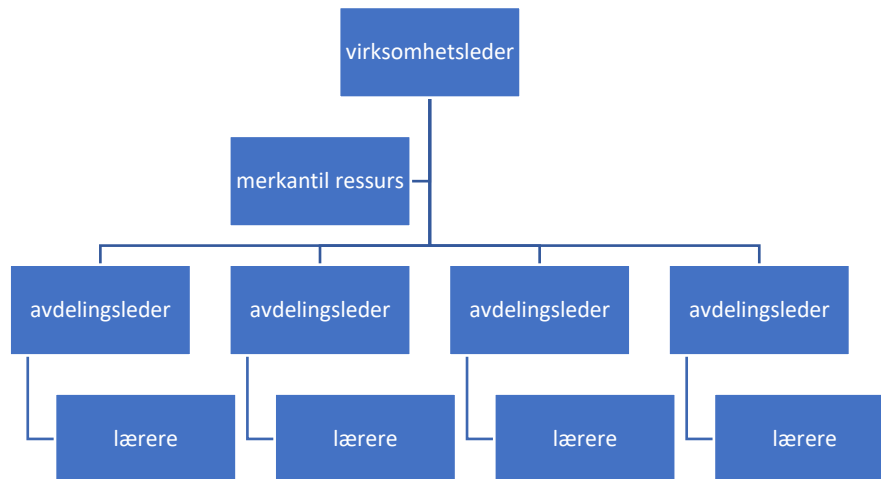 virksomhetsleder
merkantil ressurs
avdelingsleder
avdelingsleder
avdelingsleder
avdelingsleder
lærere
lærere
lærere
lærere